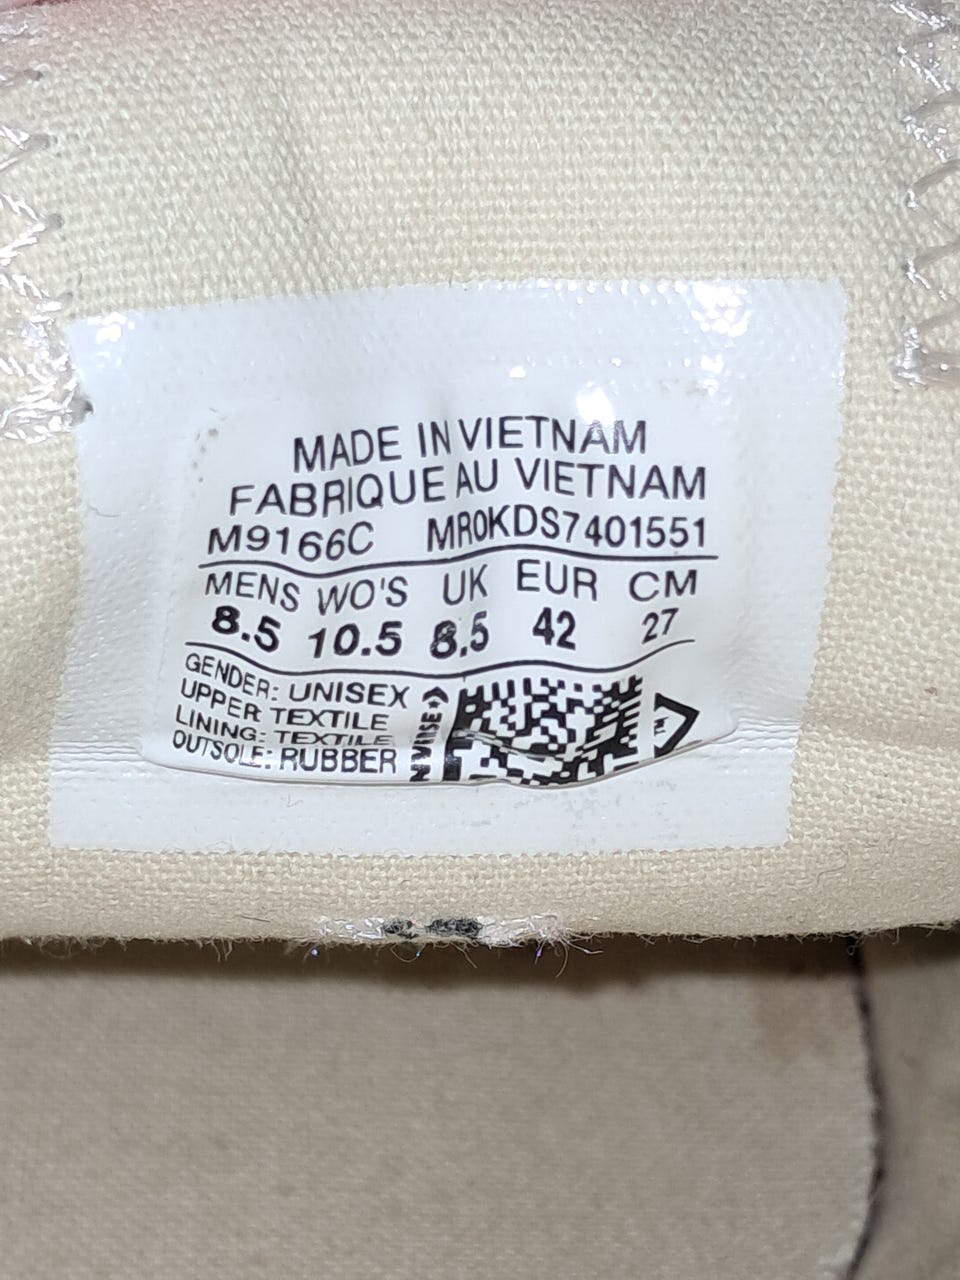 MADE IN VIETNAM
FABRIQUE AU VIETNAM
M9166C MR0KDS7401551
MENS WO'S UK EUR CM
8.5 10.5 8.5 42 27
GENDER: UNISEX
UPPER: TEXTILE
LINING: TEXTILE
OUTSOLE: RUBBER